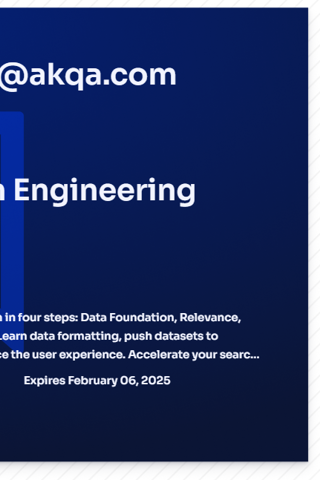 @akqa.com
Engineering
in four steps: Data Foundation, Relevance,
Learn data formatting, push datasets to
the user experience. Accelerate your searc...
Expires February 06, 2025